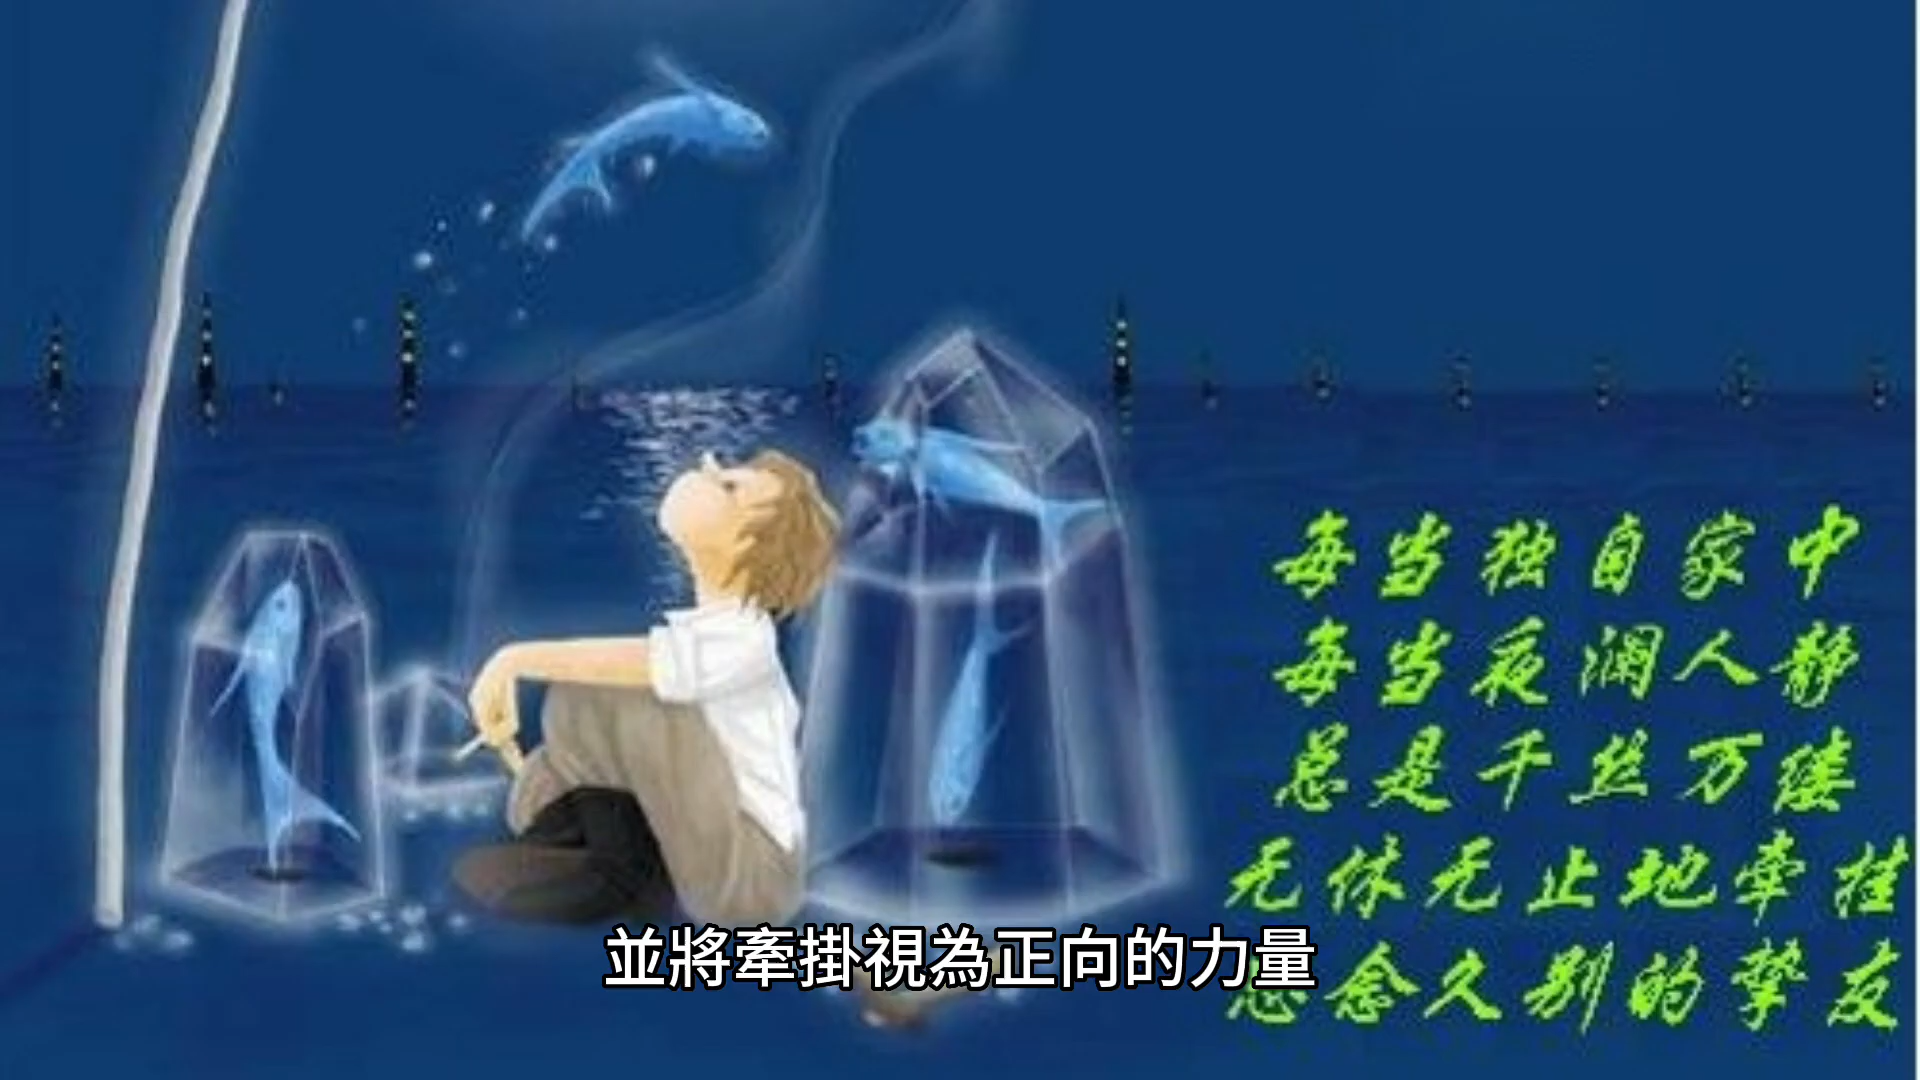 每当独自家中
每当夜澜人静
总是千丝万缕
无休无止地牵挂
思念久别的挚友
並將牽掛視為正向的力量